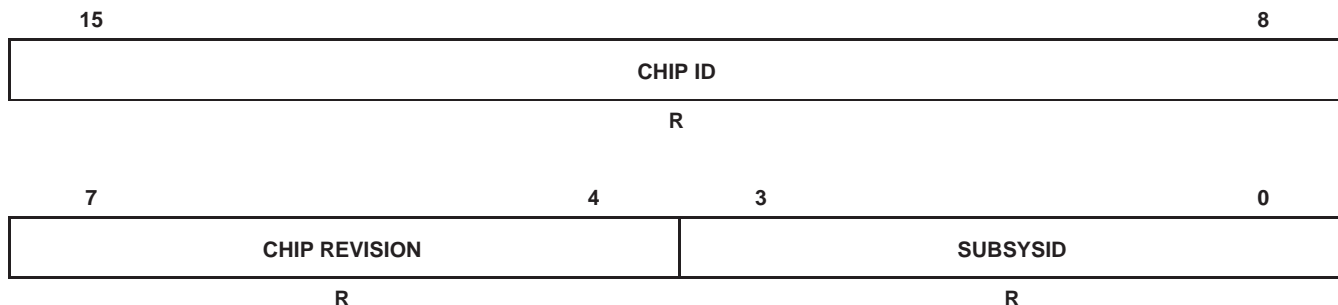 15 8
CHIP ID
R
7 4 3 0
CHIP REVISION SUBSYSID
R R